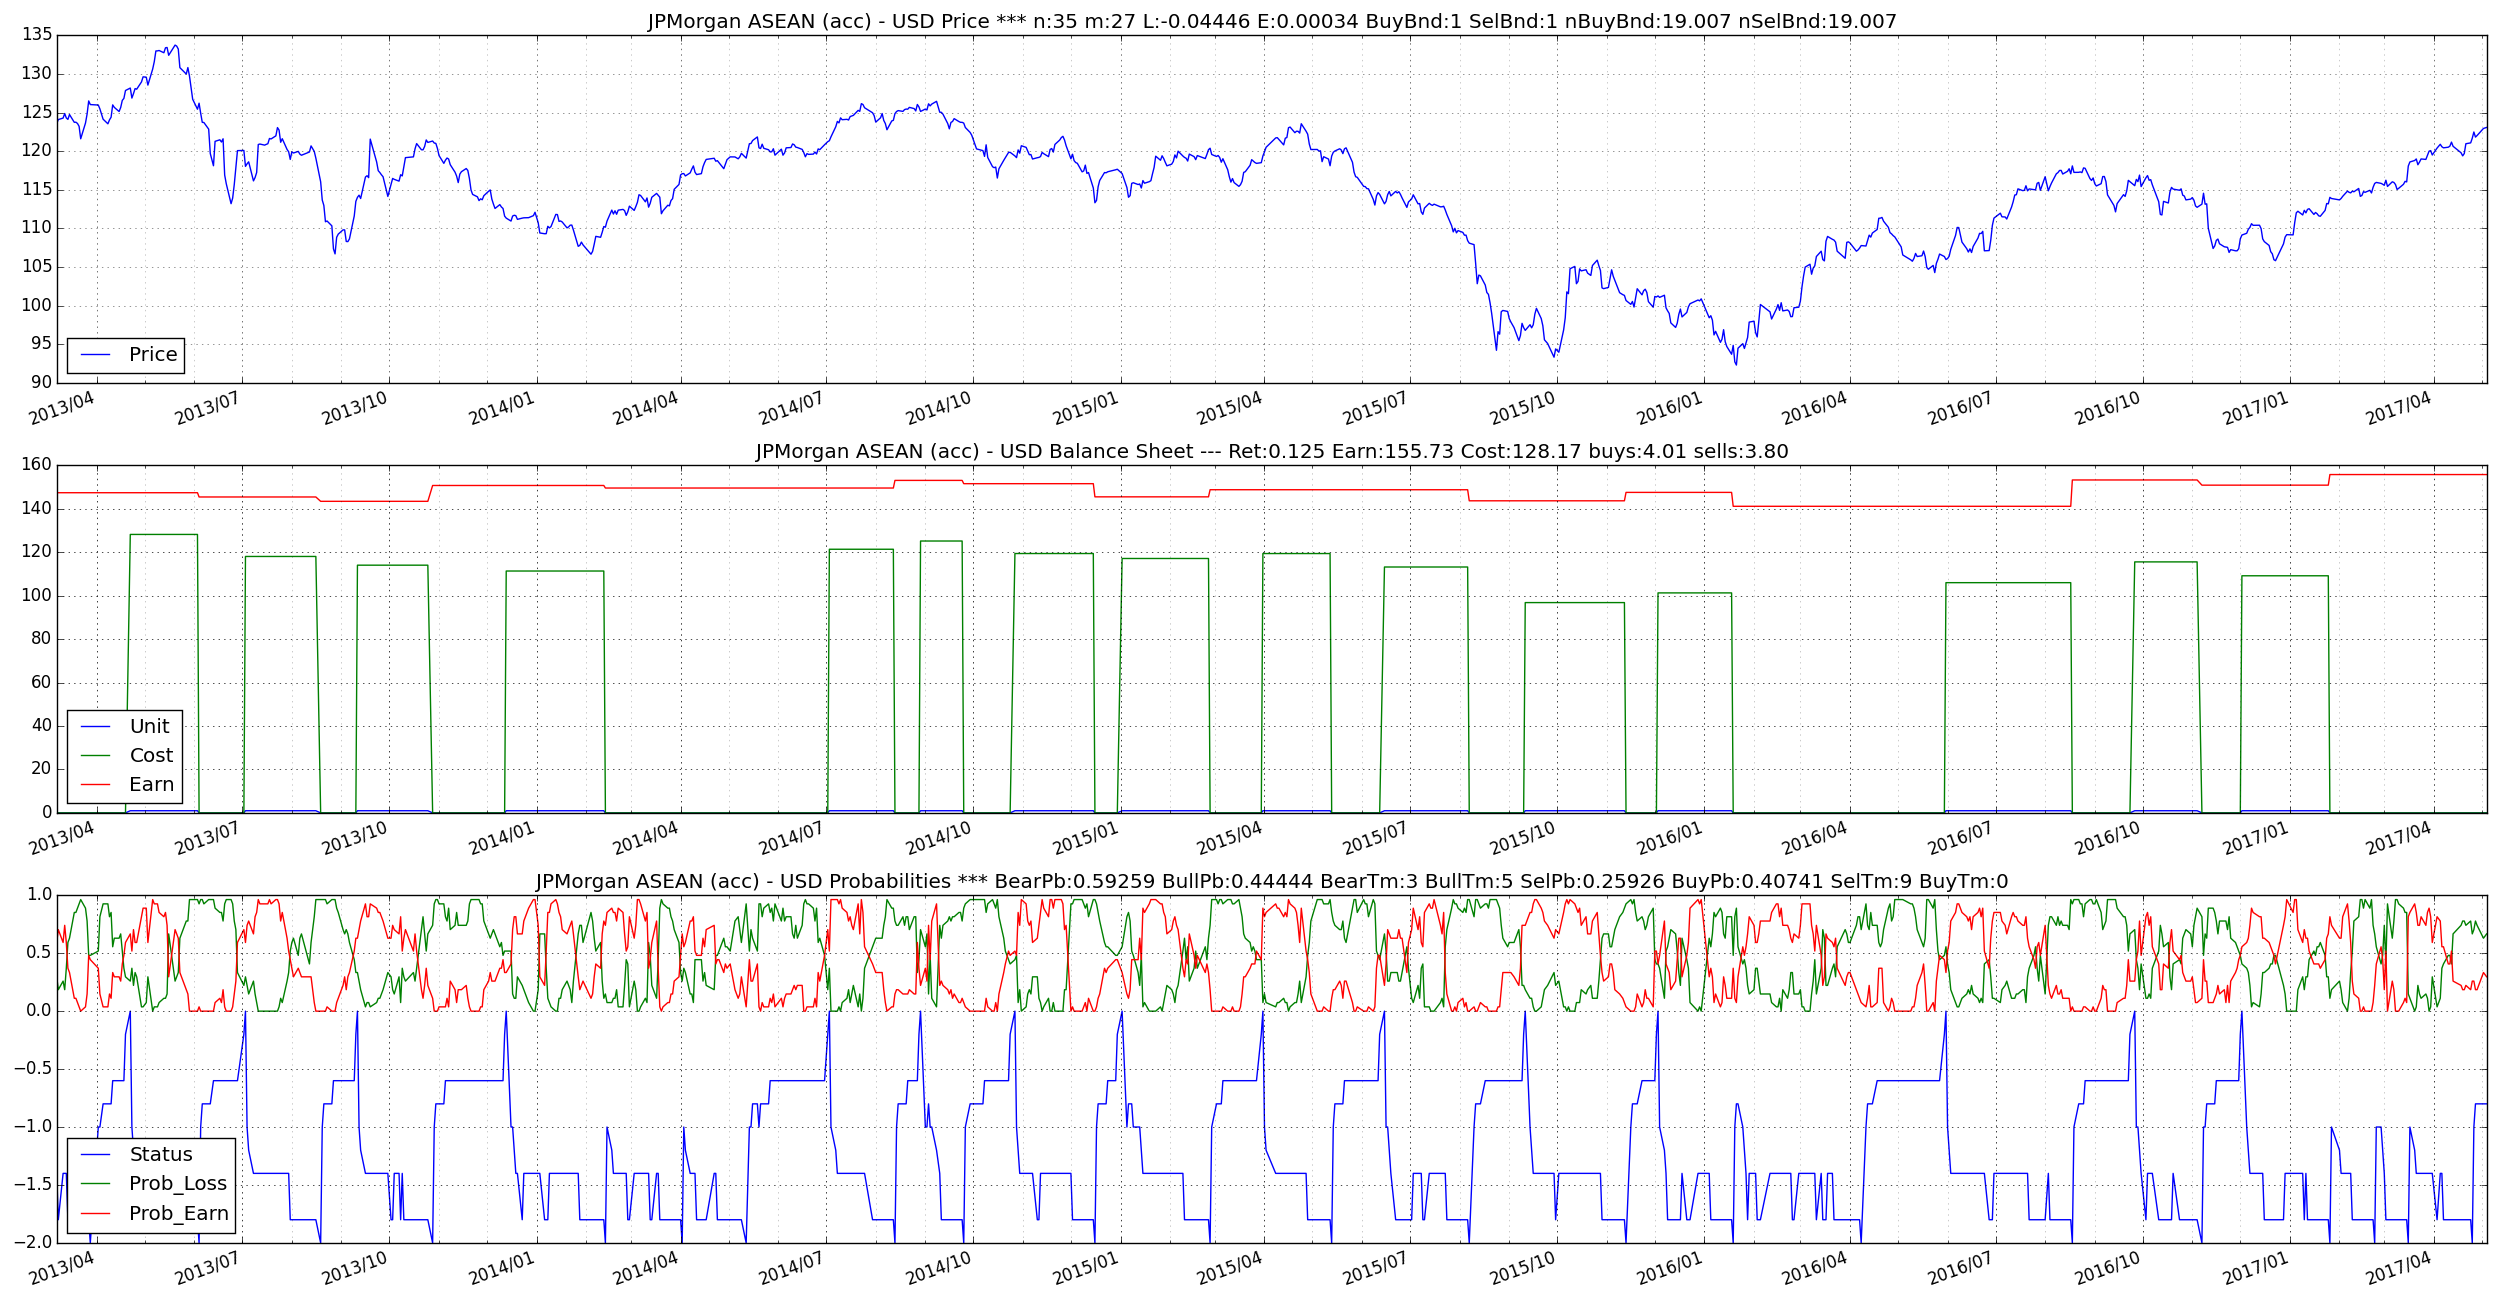 JPMorgan ASEAN (acc) - USD Price *** n:35 m:27 L:-0.04446 E:0.00034 BuyBnd:1 SelBnd:1 nBuyBnd:19.007 nSelBnd:19.007
135
130
125
120
115
110
105
100
95
90
Price
2013/04 2013/07 2013/10 2014/01 2014/04 2014/07 2014/10 2015/01 2015/04 2015/07 2015/10 2016/01 2016/04 2016/07 2016/10 2017/01 2017/04
JPMorgan ASEAN (acc) - USD Balance Sheet --- Ret:0.125 Earn:155.73 Cost:128.17 buys:4.01 sells:3.80
160
140
120
100
80
60
40
20
0
Unit
Cost
Earn
2013/04 2013/07 2013/10 2014/01 2014/04 2014/07 2014/10 2015/01 2015/04 2015/07 2015/10 2016/01 2016/04 2016/07 2016/10 2017/01 2017/04
JPMorgan ASEAN (acc) - USD Probabilities *** BearPb:0.59259 BullPb:0.44444 BearTm:3 BullTm:5 SelPb:0.25926 BuyPb:0.40741 SelTm:9 BuyTm:0
1.0
0.5
0.0
−0.5
−1.0
−1.5
−2.0
Status
Prob_Loss
Prob_Earn
2013/04 2013/07 2013/10 2014/01 2014/04 2014/07 2014/10 2015/01 2015/04 2015/07 2015/10 2016/01 2016/04 2016/07 2016/10 2017/01 2017/04